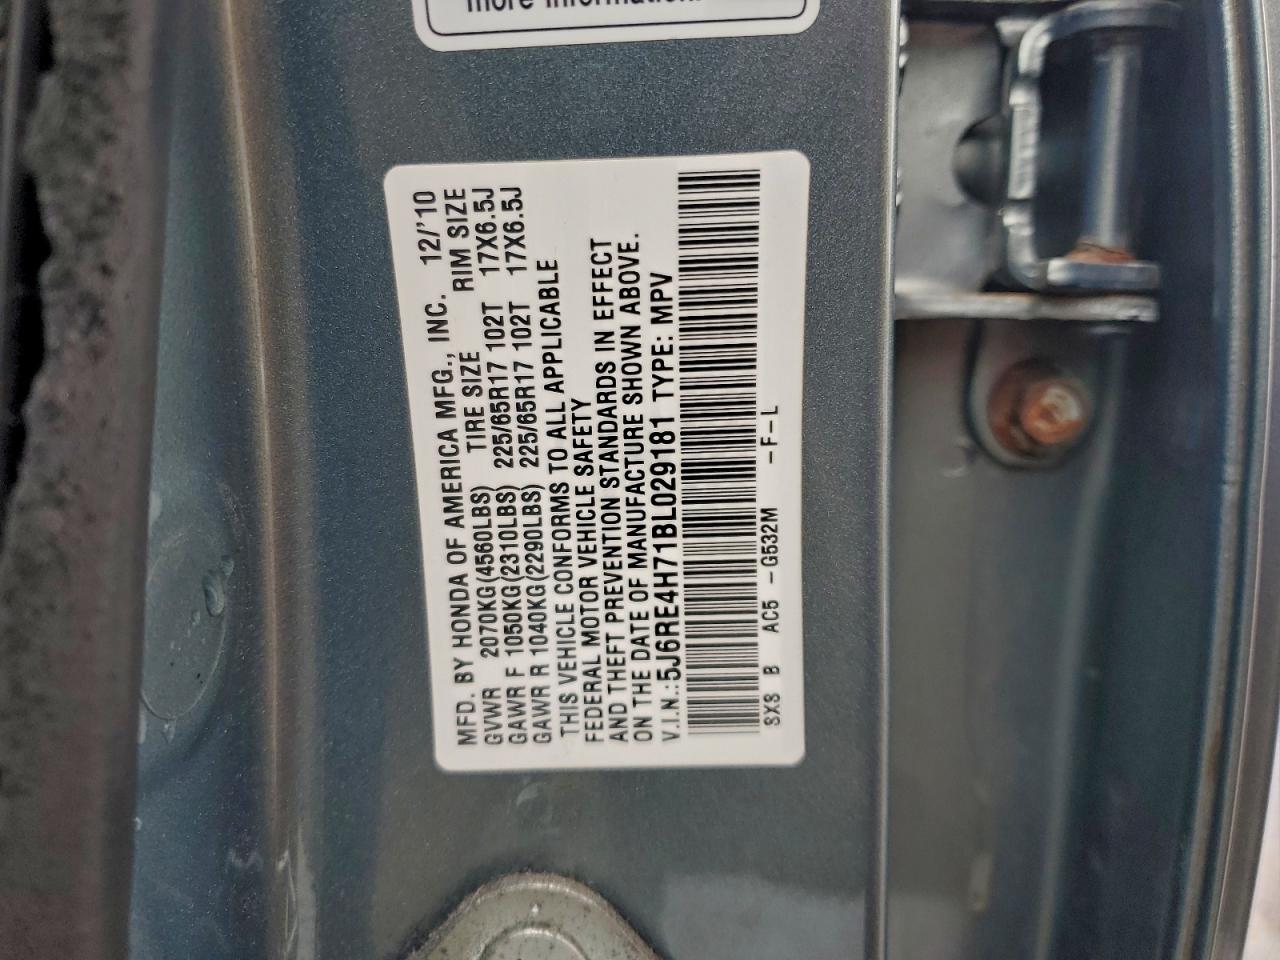 more information.
MFD. BY HONDA OF AMERICA MFG., INC. 12/'10
GVWR 2070KG(4560LBS) TIRE SIZE RIM SIZE
GAWR F 1050KG(2310LBS) 225/65R17 102T 17X6.5J
GAWR R 1040KG(2290LBS) 225/65R17 102T 17X6.5J
THIS VEHICLE CONFORMS TO ALL APPLICABLE
FEDERAL MOTOR VEHICLE SAFETY
AND THEFT PREVENTION STANDARDS IN EFFECT
ON THE DATE OF MANUFACTURE SHOWN ABOVE.
V.I.N.:5J6RE4H71BL029181 TYPE: MPV
SXS B AC5 -G532M -F-L